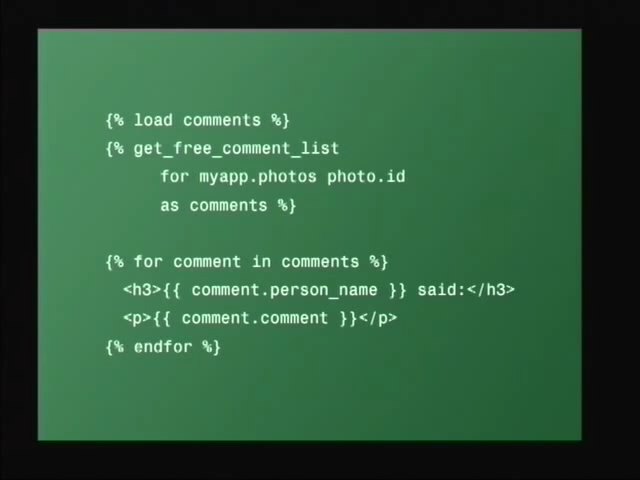 {% load comments %}
{% get_free_comment_list
for myapp.photos photo.id
as comments %}
{% for comment in comments %}
<h3>{{ comment.person_name }} said:</h3>
<p>{{ comment.comment }}</p>
{% endfor %}